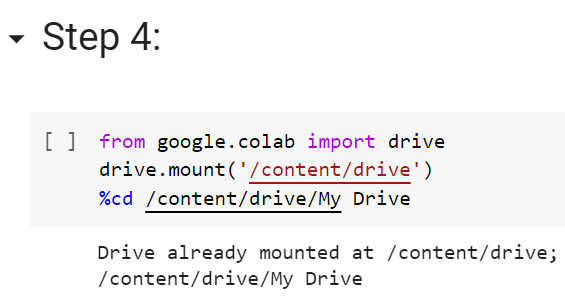 Step 4:
[ ] from google.colab import drive
drive.mount('/content/drive')
%cd /content/drive/My Drive
Drive already mounted at /content/drive;
/content/drive/My Drive